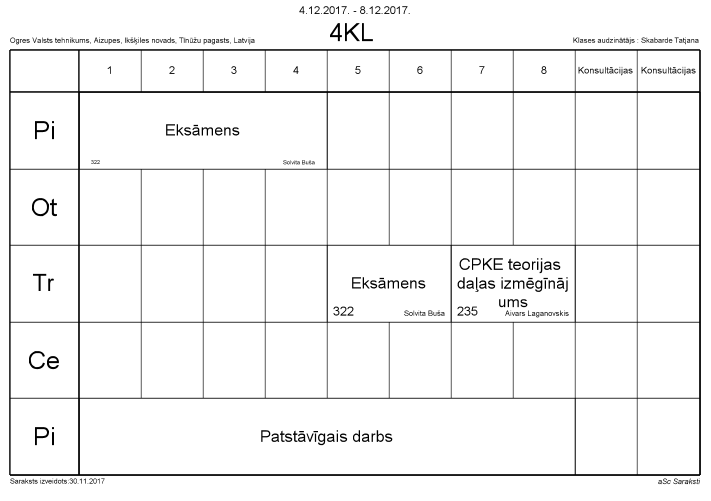 4.12.2017. - 8.12.2017.
Ogres Valsts tehnikums, Aizupes, Ikšķiles novads, Tīnūžu pagasts, Latvija
4KL
Klases audzinātājs : Skabarde Tatjana
1 2 3 4 5 6 7 8 Konsultācijas Konsultācijas
Pi
Eksāmens
322 Solvita Buša
Ot
Tr
Eksāmens
322 Solvita Buša
CPKE teorijas
daļas izmēģināj
ums
235 Aivars Laganovskis
Ce
Pi
Patstāvīgais darbs
Saraksts izveidots:30.11.2017
aSc Saraksti